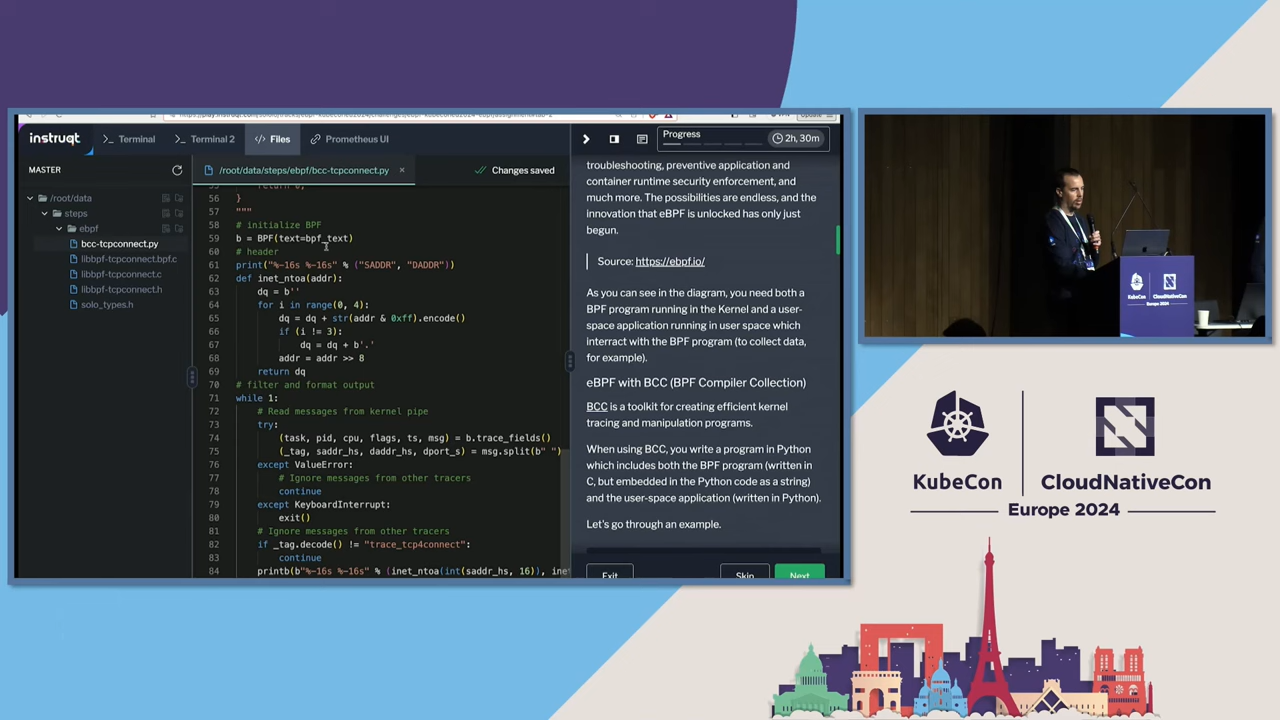 instruqt
>_ Terminal
>_ Terminal 2
</> Files
Prometheus UI
Progress
2h, 30m
MASTER
/root/data/steps/ebpf/bcc-tcpconnect.py ×
Changes saved
/root/data
steps
ebpf
bcc-tcpconnect.py
libbpf-tcpconnect.bpf.c
libbpf-tcpconnect.c
libbpf-tcpconnect.h
solo_types.h
56 }
57 """
58 # initialize BPF
59 b = BPF(text=bpf_text)
60 # header
61 print("%-16s %-16s" % ("SADDR", "DADDR"))
62 def inet_ntoa(addr):
63 dq = b''
64 for i in range(0, 4):
65 dq = dq + str(addr & 0xff).encode()
66 if (i != 3):
67 dq = dq + b'.'
68 addr = addr >> 8
69 return dq
70 # filter and format output
71 while 1:
72 # Read messages from kernel pipe
73 try:
74 (task, pid, cpu, flags, ts, msg) = b.trace_fields()
75 (_tag, saddr_hs, daddr_hs, dport_s) = msg.split(b" ")
76 except ValueError:
77 # Ignore messages from other tracers
78 continue
79 except KeyboardInterrupt:
80 exit()
81 # Ignore messages from other tracers
82 if _tag.decode() != "trace_tcp4connect":
83 continue
84 printb(b"%-16s %-16s" % (inet_ntoa(int(saddr_hs, 16)), ine
troubleshooting, preventive application and
container runtime security enforcement, and
much more. The possibilities are endless, and the
innovation that eBPF is unlocked has only just
begun.
Source: https://ebpf.io/
As you can see in the diagram, you need both a
BPF program running in the Kernel and a user-
space application running in user space which
interract with the BPF program (to collect data,
for example).
eBPF with BCC (BPF Compiler Collection)
BCC is a toolkit for creating efficient kernel
tracing and manipulation programs.
When using BCC, you write a program in Python
which includes both the BPF program (written in
C, but embedded in the Python code as a string)
and the user-space application (written in Python).
Let's go through an example.
Exit
Skip
Next
KubeCon
CloudNativeCon
Europe 2024
KubeCon
CloudNativeCon
Europe 2024